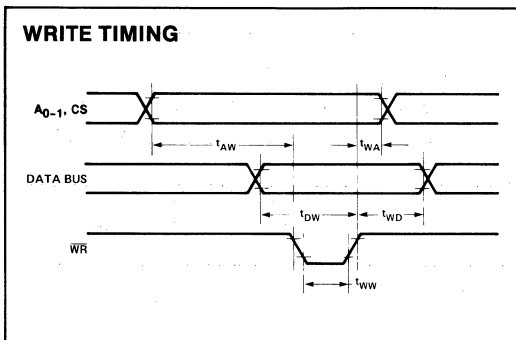 WRITE TIMING
A0–1, CS
tAW
tWA
DATA BUS
tDW
tWD
WR
tWW